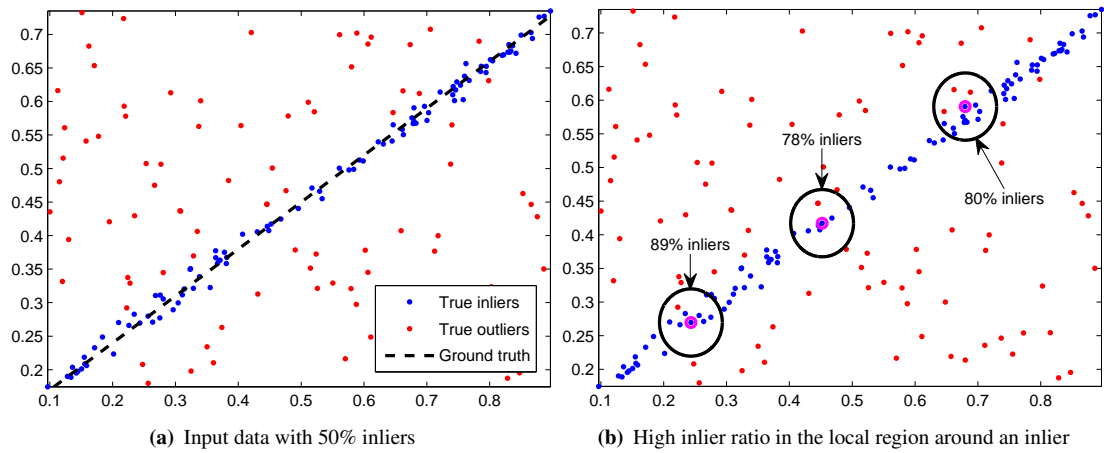 0.7
0.65
0.6
0.55
0.5
0.45
0.4
0.35
0.3
0.25
0.2
0.1 0.2 0.3 0.4 0.5 0.6 0.7 0.8
True inliers
True outliers
Ground truth
(a) Input data with 50% inliers
0.7
0.65
0.6
0.55
0.5
0.45
0.4
0.35
0.3
0.25
0.2
0.1 0.2 0.3 0.4 0.5 0.6 0.7 0.8
78% inliers
80% inliers
89% inliers
(b) High inlier ratio in the local region around an inlier